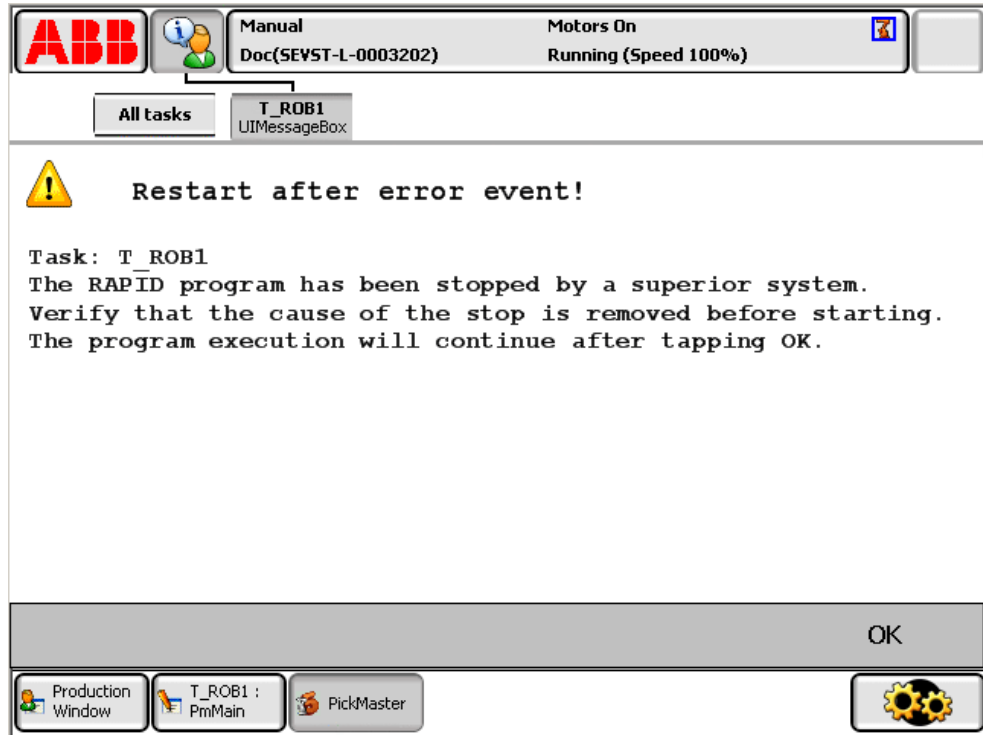 ABB
Manual
Motors On
Doc(SEVST-L-0003202)
Running (Speed 100%)
All tasks
T_ROB1
UIMessageBox
Restart after error event!
Task: T_ROB1
The RAPID program has been stopped by a superior system.
Verify that the cause of the stop is removed before starting.
The program execution will continue after tapping OK.
OK
Production
Window
T_ROB1 :
PmMain
PickMaster